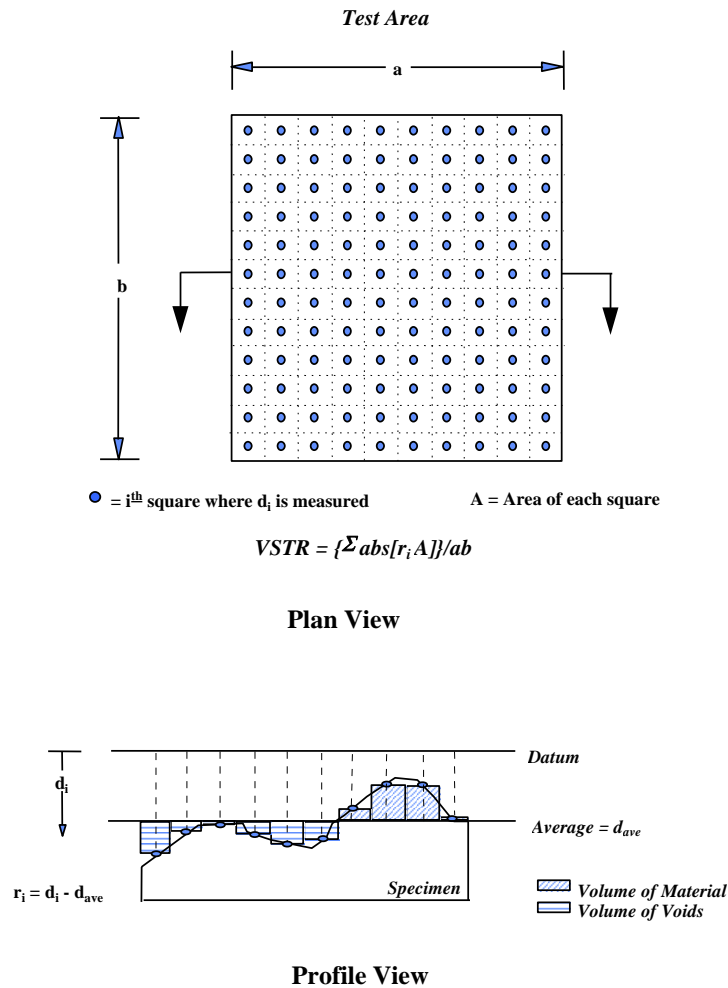 Test Area
a
b
= ith square where di is measured
A = Area of each square
VSTR = {Σ abs[ri A]}/ab
Plan View
Datum
di
Average = dave
ri = di - dave
Specimen
Volume of Material
Volume of Voids
Profile View